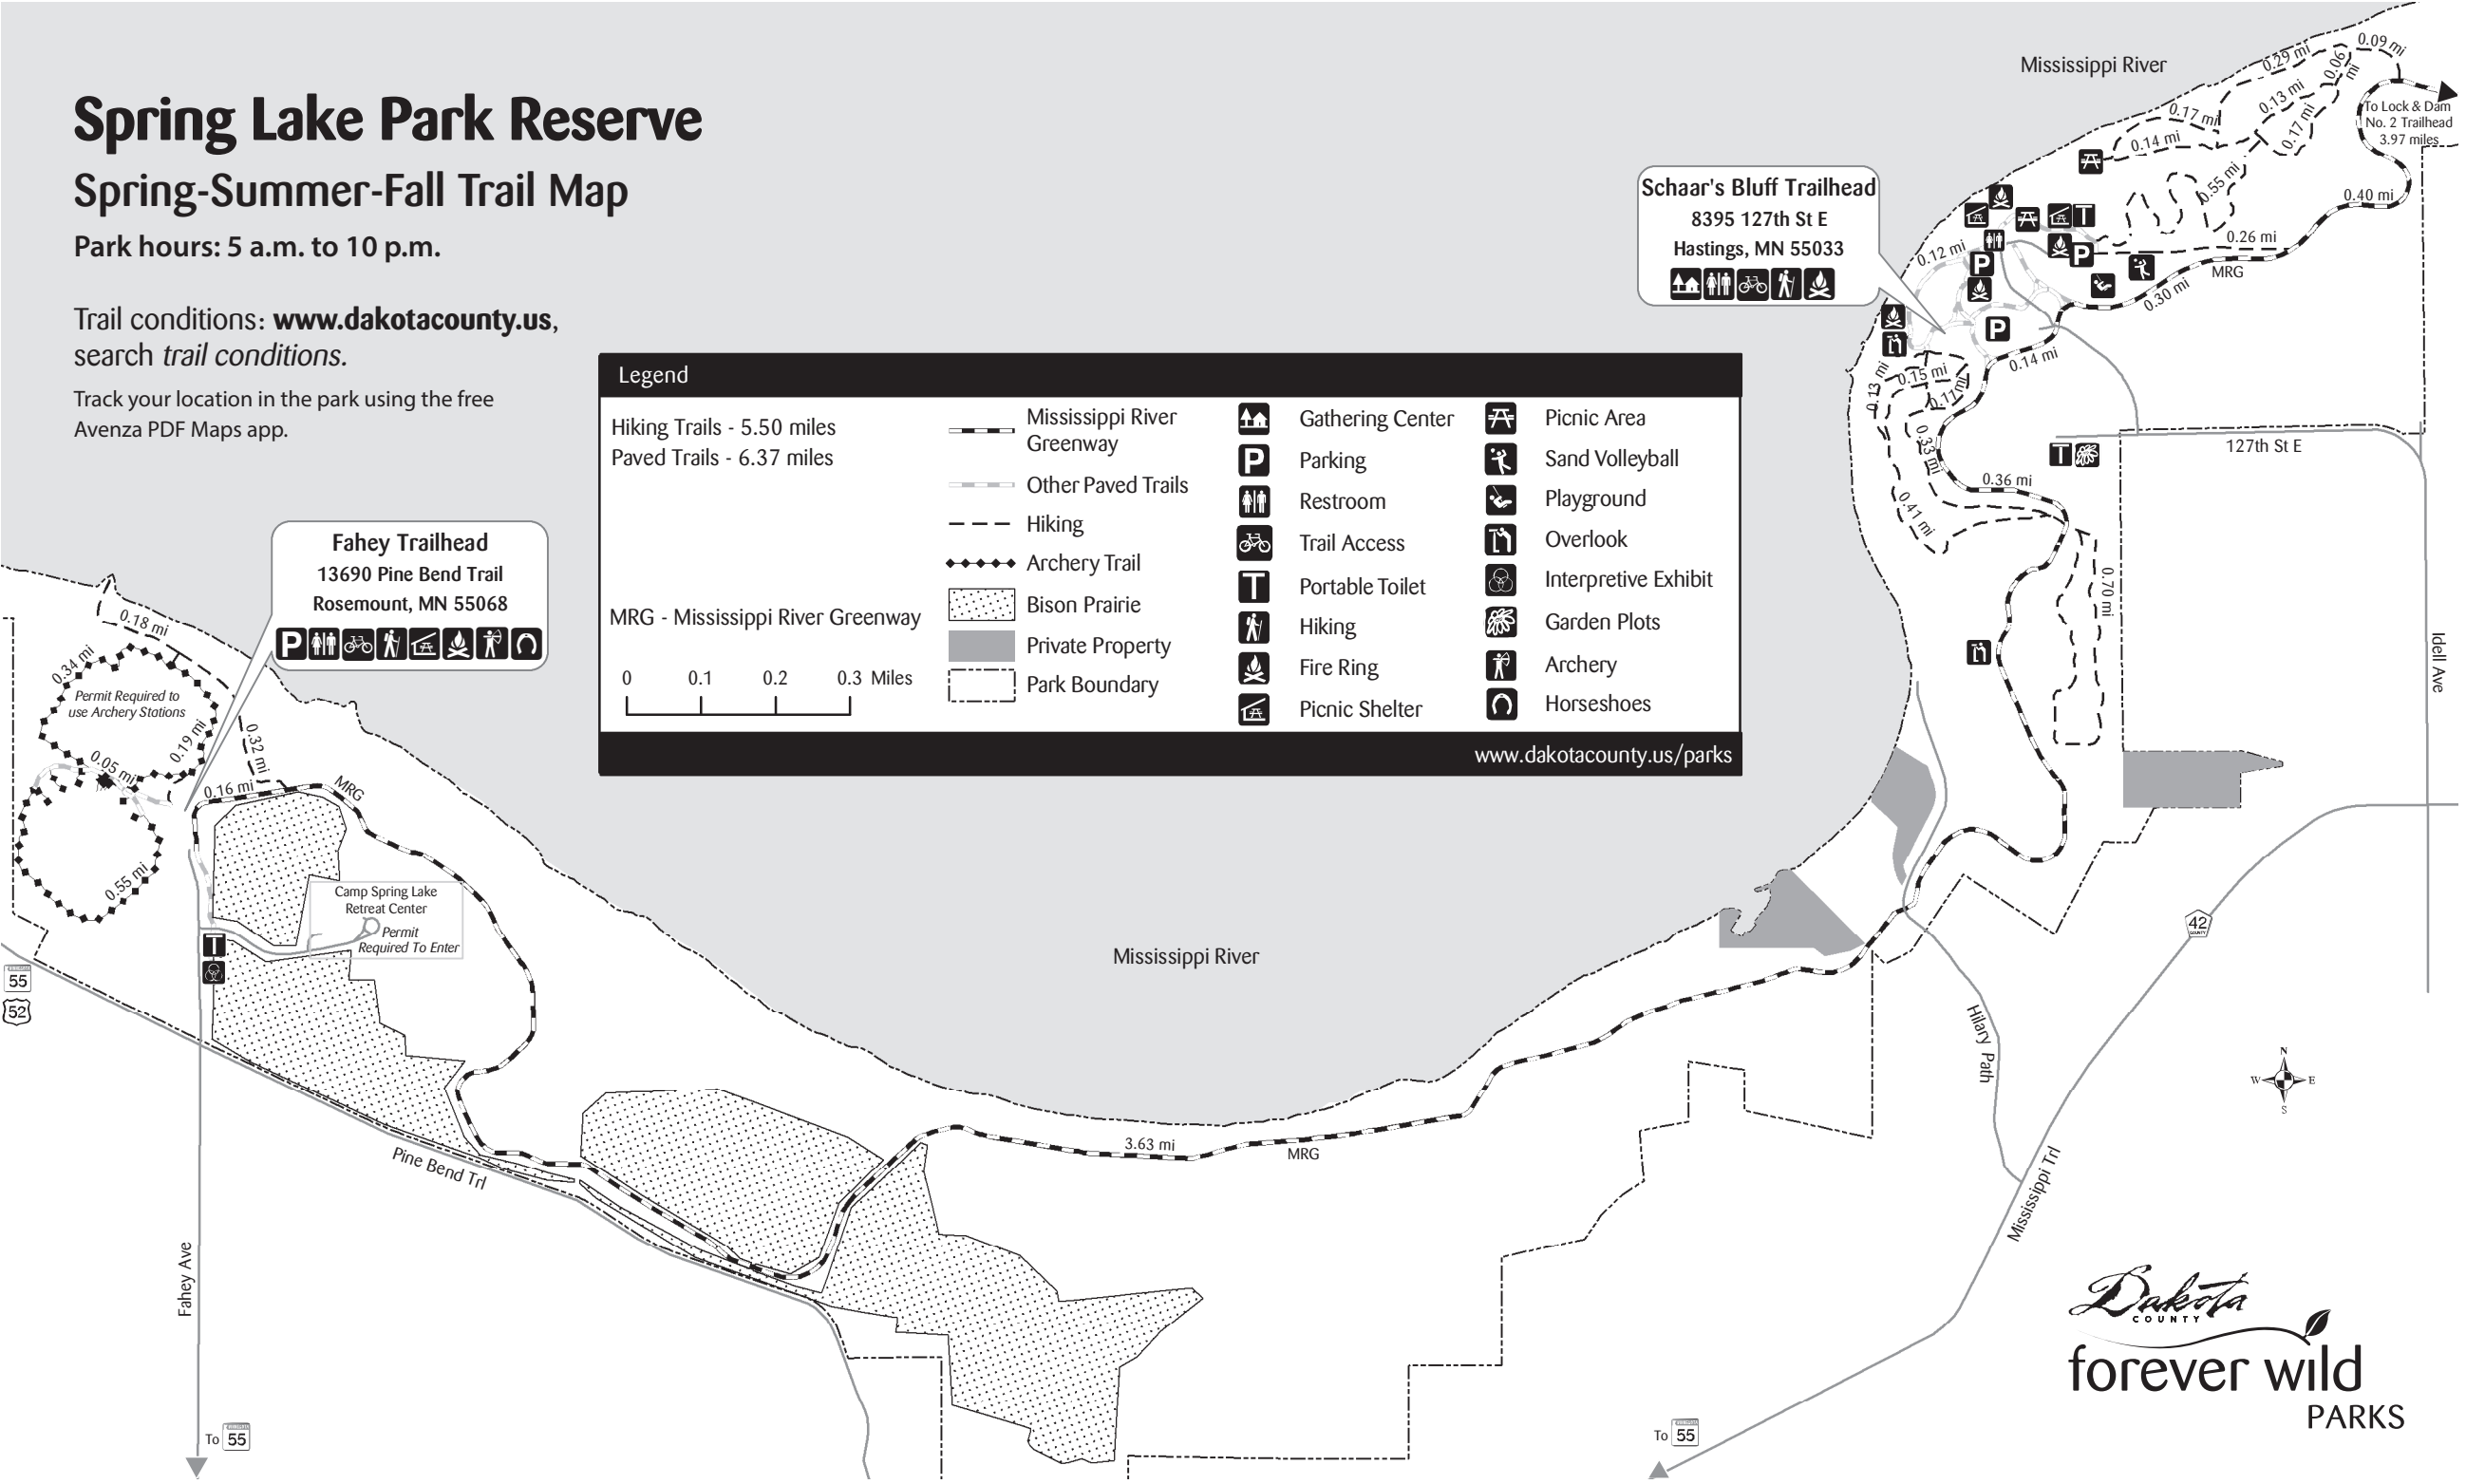 Spring Lake Park Reserve
Spring-Summer-Fall Trail Map
Park hours: 5 a.m. to 10 p.m.
Trail conditions: www.dakotacounty.us,
search trail conditions.
Track your location in the park using the free
Avenza PDF Maps app.
Mississippi River
0.29 mi
0.09 mi
0.06 mi
0.13 mi
0.17 mi
0.17 mi
0.14 mi
To Lock & Dam
No. 2 Trailhead
3.97 miles
0.55 mi
0.40 mi
0.26 mi
MRG
0.30 mi
Schaar's Bluff Trailhead
8395 127th St E
Hastings, MN 55033
T
P
0.12 mi
P
P
0.14 mi
0.15 mi
0.13 mi
0.17 mi
0.33 mi
0.36 mi
0.41 mi
T
127th St E
0.70 mi
Idell Ave
Legend
Hiking Trails - 5.50 miles
Paved Trails - 6.37 miles
MRG - Mississippi River Greenway
0 0.1 0.2 0.3 Miles
Mississippi River
Greenway
Other Paved Trails
Hiking
Archery Trail
Bison Prairie
Private Property
Park Boundary
Gathering Center
P Parking
Restroom
Trail Access
T Portable Toilet
Hiking
Fire Ring
Picnic Shelter
Picnic Area
Sand Volleyball
Playground
Overlook
Interpretive Exhibit
Garden Plots
Archery
Horseshoes
www.dakotacounty.us/parks
Fahey Trailhead
13690 Pine Bend Trail
Rosemount, MN 55068
P
0.18 mi
0.34 mi
Permit Required to
use Archery Stations
0.19 mi
0.32 mi
0.05 mi
0.16 mi
MRG
0.55 mi
Camp Spring Lake
Retreat Center
Permit
Required To Enter
T
55
52
Mississippi River
42
COUNTY
Hilary Path
N
W E
S
3.63 mi
MRG
Pine Bend Trl
Mississippi Trl
Fahey Ave
To 55
To 55
Dakota
COUNTY
forever wild
PARKS